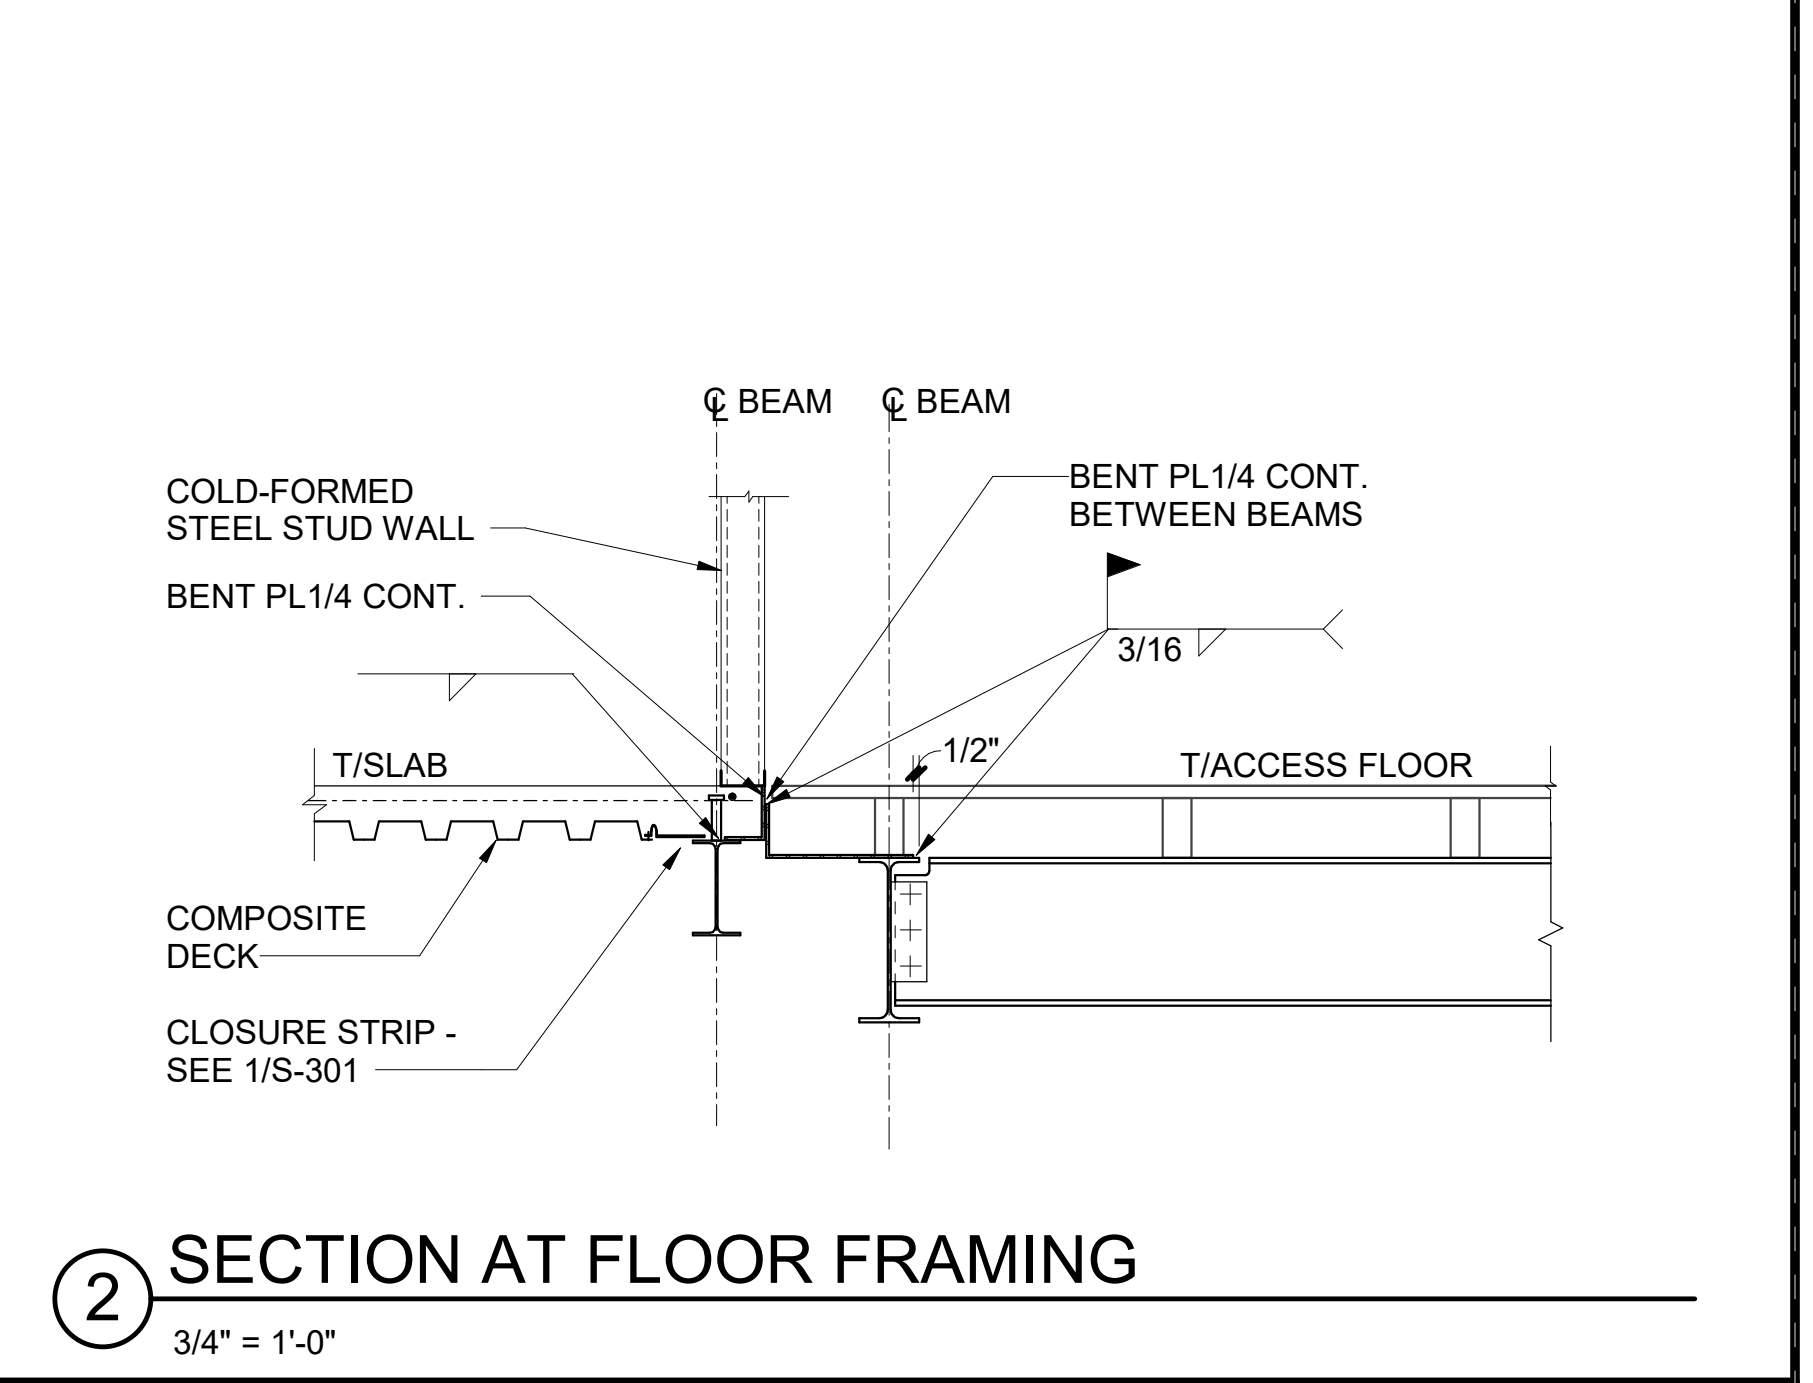 ℄ BEAM
℄ BEAM
COLD-FORMED
STEEL STUD WALL
BENT PL1/4 CONT.
BETWEEN BEAMS
BENT PL1/4 CONT.
3/16
1/2"
T/SLAB
T/ACCESS FLOOR
COMPOSITE
DECK
CLOSURE STRIP -
SEE 1/S-301
2
SECTION AT FLOOR FRAMING
3/4" = 1'-0"